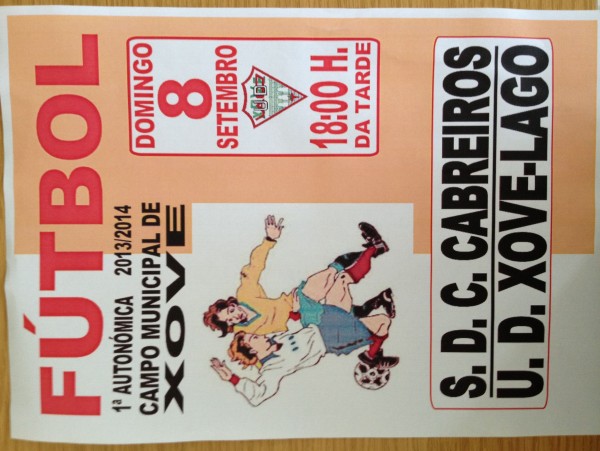 FÚTBOL
1ª AUTONÓMICA 2013/2014
CAMPO MUNICIPAL DE
XOVE
DOMINGO
8
SETEMBRO
18:00 H.
DA TARDE
S. D. C. CABREIROS
U. D. XOVE-LAGO